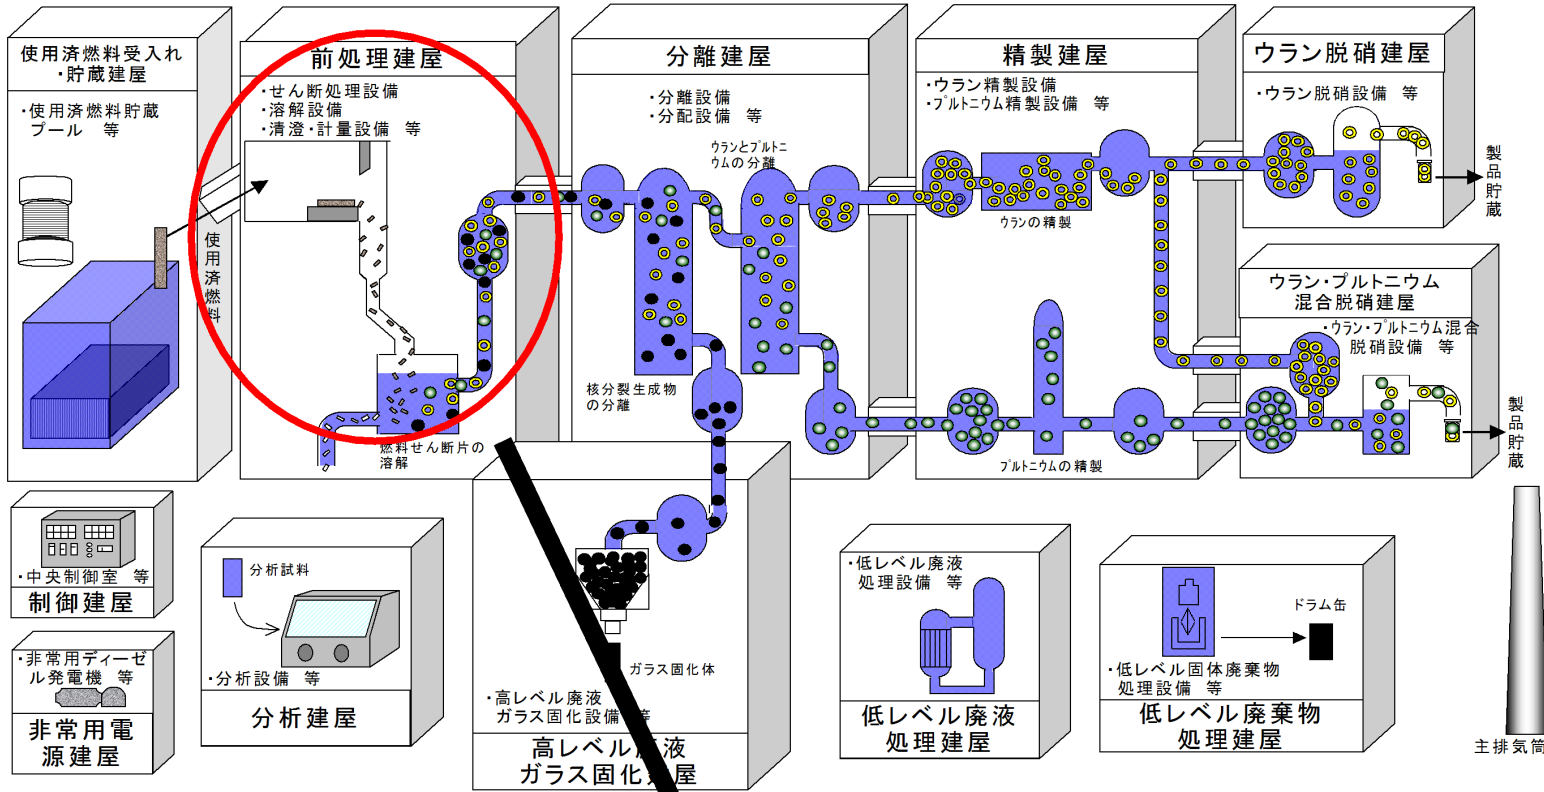 使用済燃料受入れ
・貯蔵建屋
・使用済燃料貯蔵
プール 等
使用済燃料
前処理建屋
・せん断処理設備
・溶解設備
・清澄・計量設備 等
燃料せん断片の
溶解
分離建屋
・分離設備
・分配設備 等
ウランとプルトニ
ウムの分離
核分裂生成物
の分離
精製建屋
・ウラン精製設備
・プルトニウム精製設備 等
ウランの精製
プルトニウムの精製
ウラン脱硝建屋
・ウラン脱硝設備 等
製品貯蔵
ウラン・プルトニウム
混合脱硝建屋
・ウラン・プルトニウム混合
脱硝設備 等
製品貯蔵
・中央制御室 等
制御建屋
・非常用ディーゼ
ル発電機 等
非常用電
源建屋
分析試料
・分析設備 等
分析建屋
ガラス固化体
・高レベル廃液
ガラス固化設備 等
高レベル廃液
ガラス固化建屋
・低レベル廃液
処理設備 等
低レベル廃液
処理建屋
ドラム缶
・低レベル固体廃棄物
処理設備 等
低レベル廃棄物
処理建屋
主排気筒